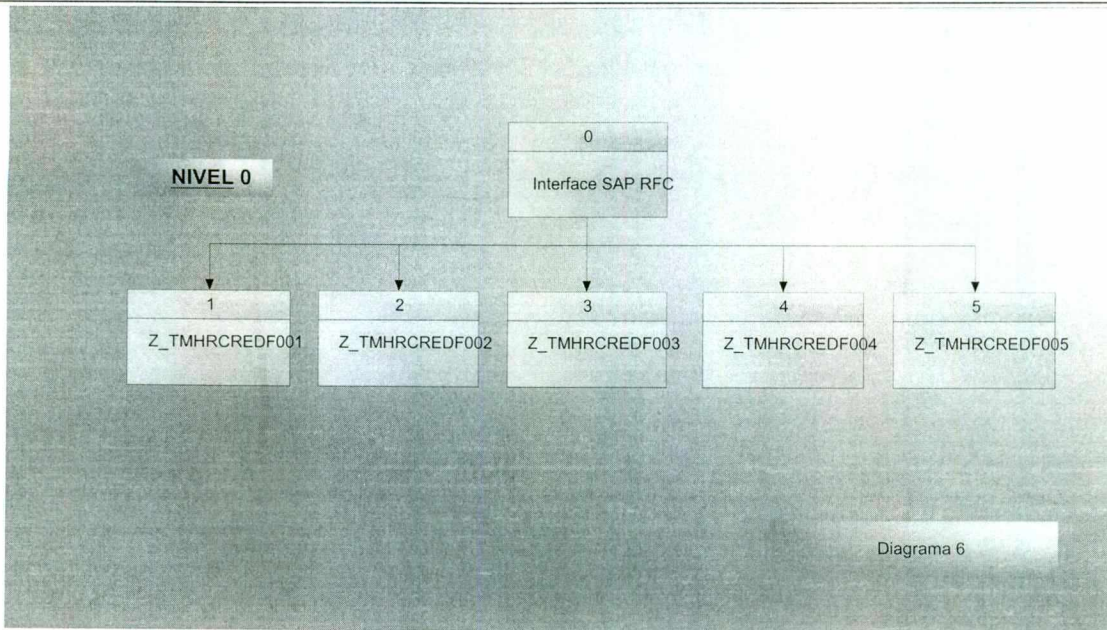 NIVEL 0
0
Interface SAP RFC
1
Z_TMHRCREDF001
2
Z_TMHRCREDF002
3
Z_TMHRCREDF003
4
Z_TMHRCREDF004
5
Z_TMHRCREDF005
Diagrama 6